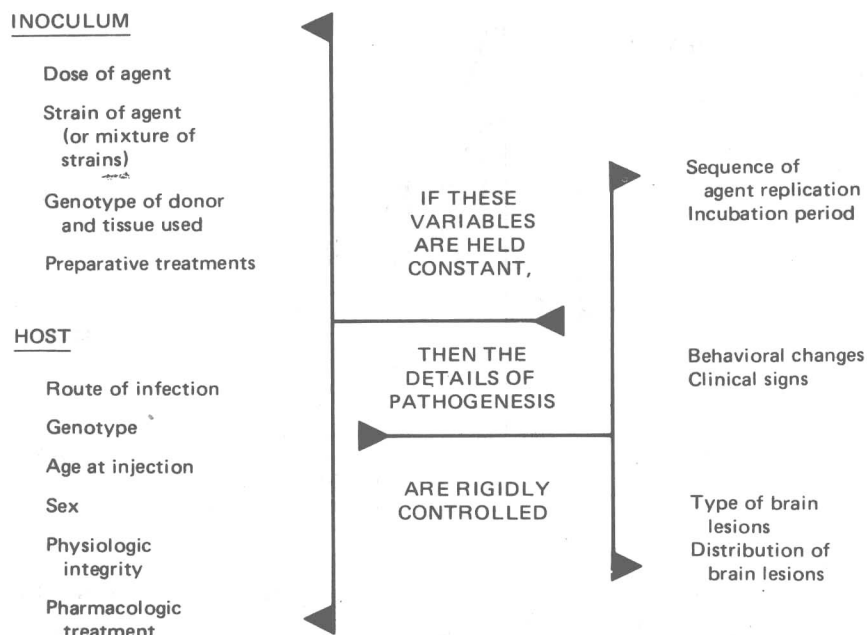 INOCULUM
Dose of agent
Strain of agent
(or mixture of
strains)
Genotype of donor
and tissue used
Preparative treatments
HOST
Route of infection
Genotype
Age at injection
Sex
Physiologic
integrity
Pharmacologic
treatment
IF THESE
VARIABLES
ARE HELD
CONSTANT,
THEN THE
DETAILS OF
PATHOGENESIS
ARE RIGIDLY
CONTROLLED
Sequence of
agent replication
Incubation period
Behavioral changes
Clinical signs
Type of brain
lesions
Distribution of
brain lesions